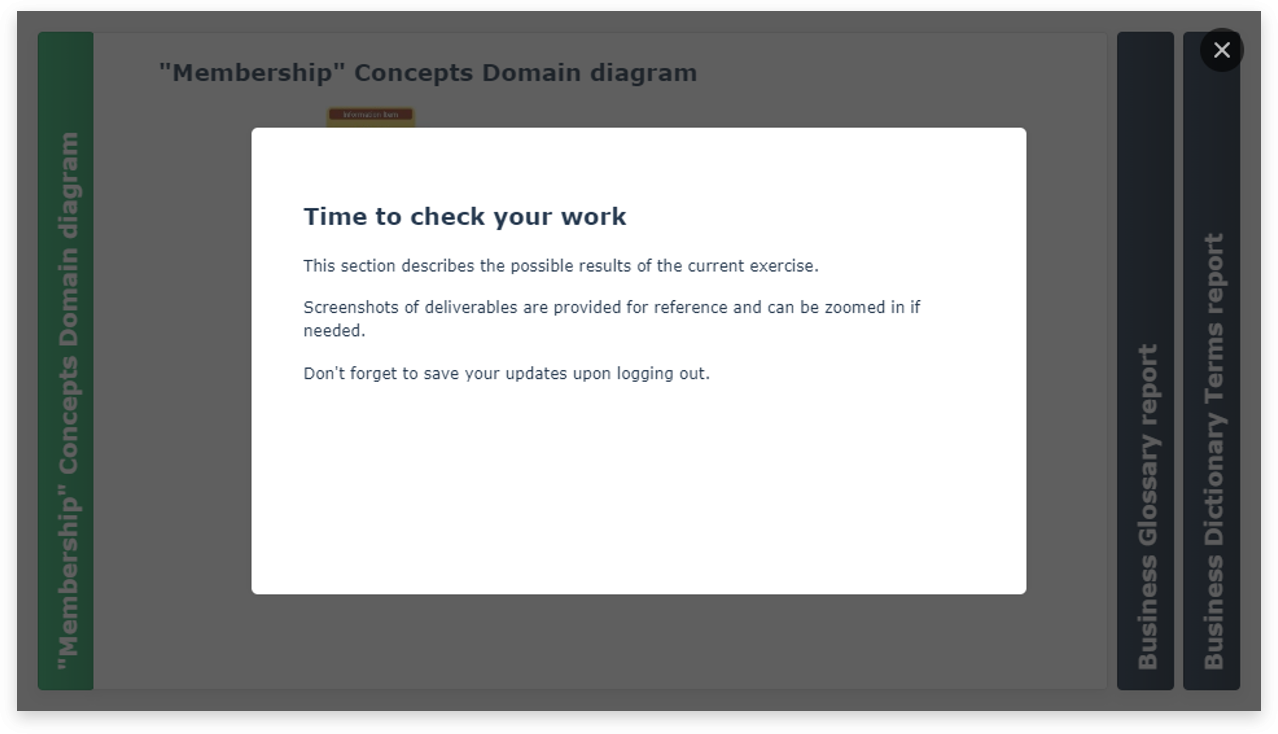 "Membership" Concepts Domain diagram
"Membership" Concepts Domain diagram
Information Item
Time to check your work
This section describes the possible results of the current exercise.
Screenshots of deliverables are provided for reference and can be zoomed in if
needed.
Don't forget to save your updates upon logging out.
Business Glossary report
Business Dictionary Terms report